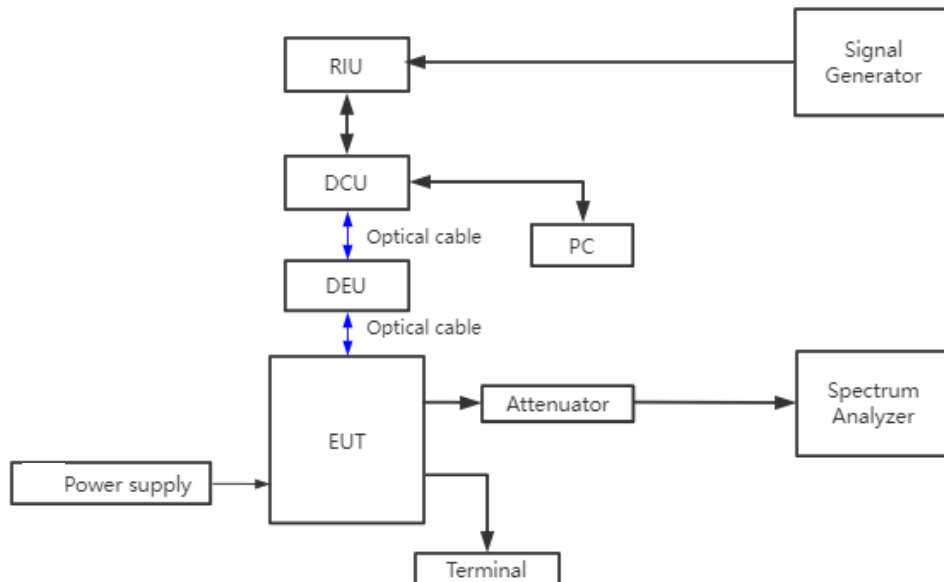 RIU
Signal
Generator
DCU
Optical cable
PC
DEU
Optical cable
EUT
Attenuator
Spectrum
Analyzer
Power supply
Terminal